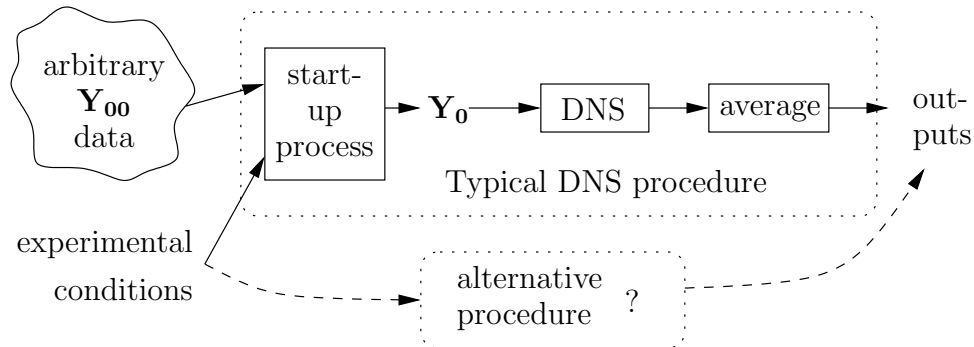 arbitrary
Y₀₀
data
start-
up
process
Y₀
DNS
average
out-
puts
Typical DNS procedure
experimental
conditions
alternative
procedure ?